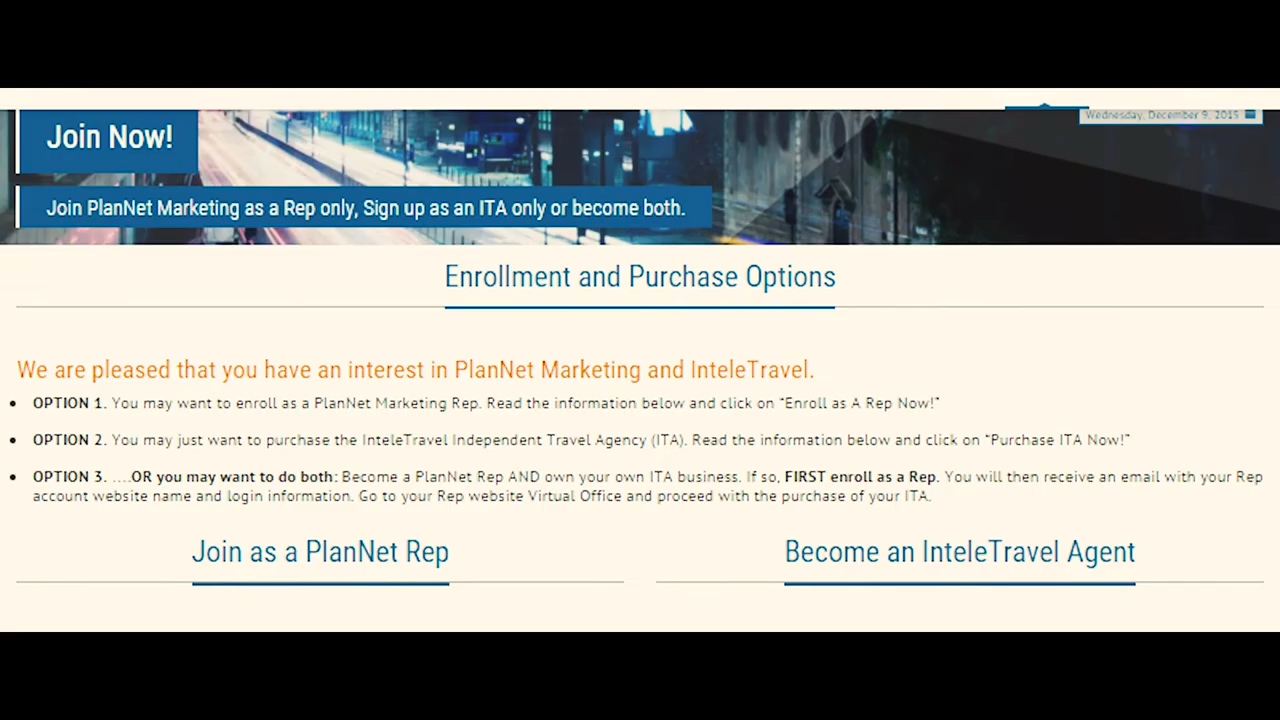 Wednesday, December 9, 2015
Join Now!
Join PlanNet Marketing as a Rep only, Sign up as an ITA only or become both.
Enrollment and Purchase Options
We are pleased that you have an interest in PlanNet Marketing and InteleTravel.
OPTION 1. You may want to enroll as a PlanNet Marketing Rep. Read the information below and click on “Enroll as A Rep Now!”
OPTION 2. You may just want to purchase the InteleTravel Independent Travel Agency (ITA). Read the information below and click on “Purchase ITA Now!”
OPTION 3. ....OR you may want to do both: Become a PlanNet Rep AND own your own ITA business. If so, FIRST enroll as a Rep. You will then receive an email with your Rep
account website name and login information. Go to your Rep website Virtual Office and proceed with the purchase of your ITA.
Join as a PlanNet Rep
Become an InteleTravel Agent